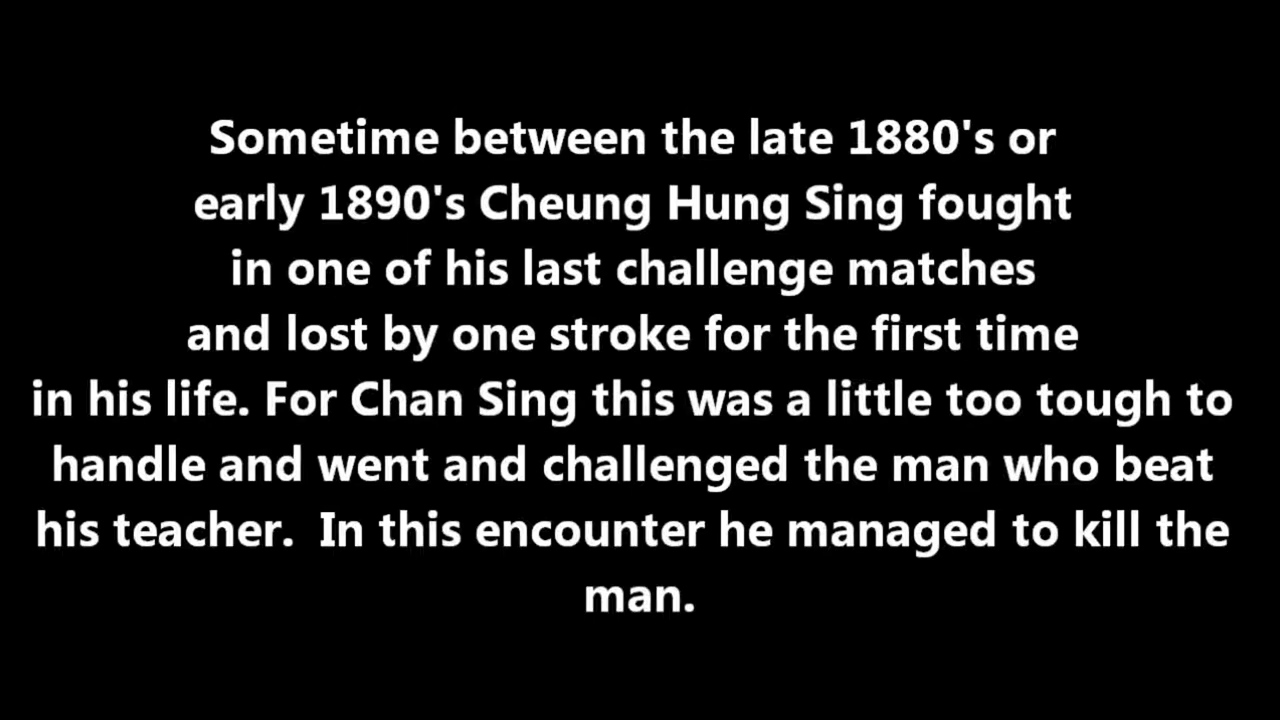 Sometime between the late 1880's or
early 1890's Cheung Hung Sing fought
in one of his last challenge matches
and lost by one stroke for the first time
in his life. For Chan Sing this was a little too tough to
handle and went and challenged the man who beat
his teacher.  In this encounter he managed to kill the
man.